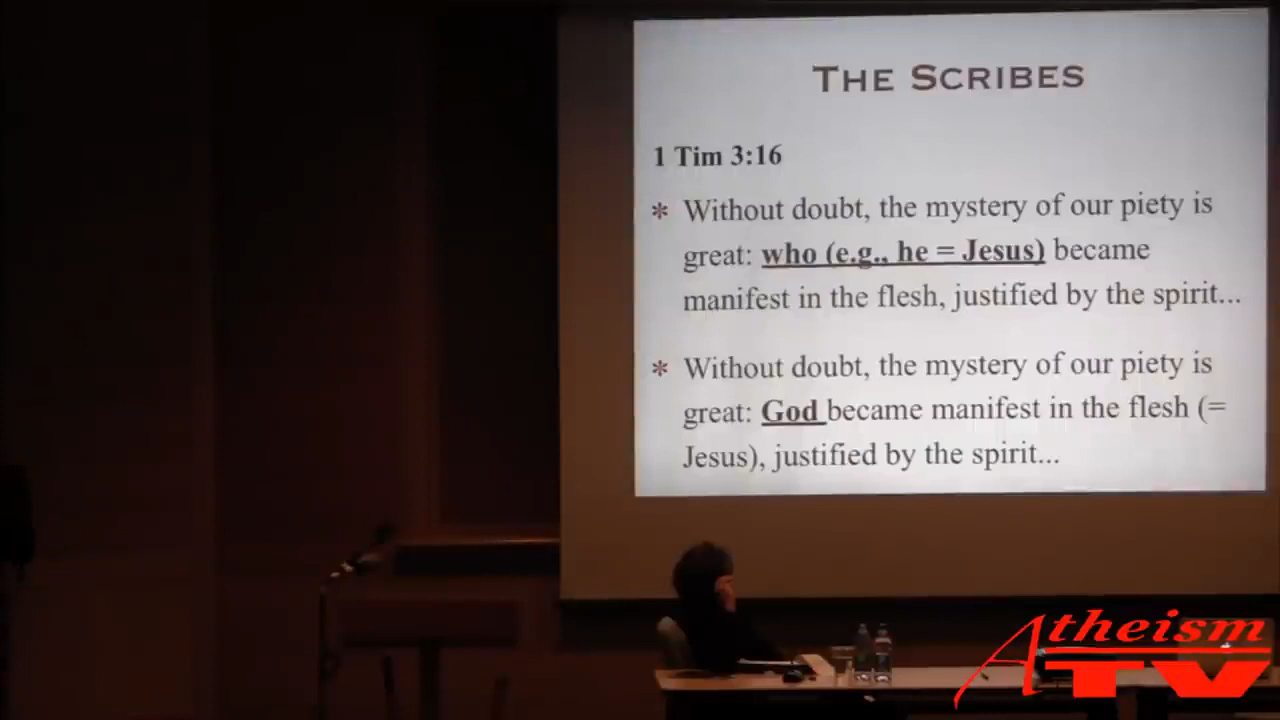 THE SCRIBES
1 Tim 3:16
* Without doubt, the mystery of our piety is
great: who (e.g., he = Jesus) became
manifest in the flesh, justified by the spirit...
* Without doubt, the mystery of our piety is
great: God became manifest in the flesh (=
Jesus), justified by the spirit...
Atheism
TV